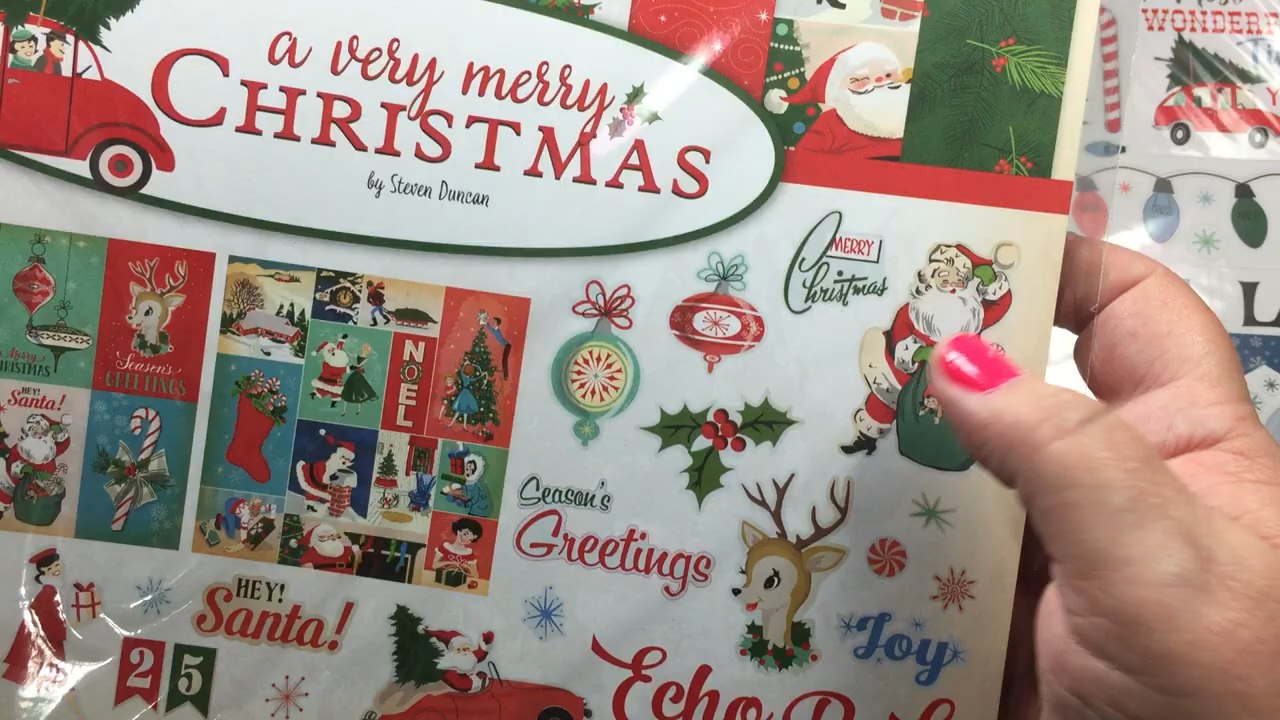 a very merry
CHRISTMAS
by Steven Duncan
WONDERF
MERRY
Christmas
Merry
CHRISTMAS
Season's
GREETINGS
HEY!
Santa!
NOEL
Season's
Greetings
HEY!
Santa!
25
Joy
Echo